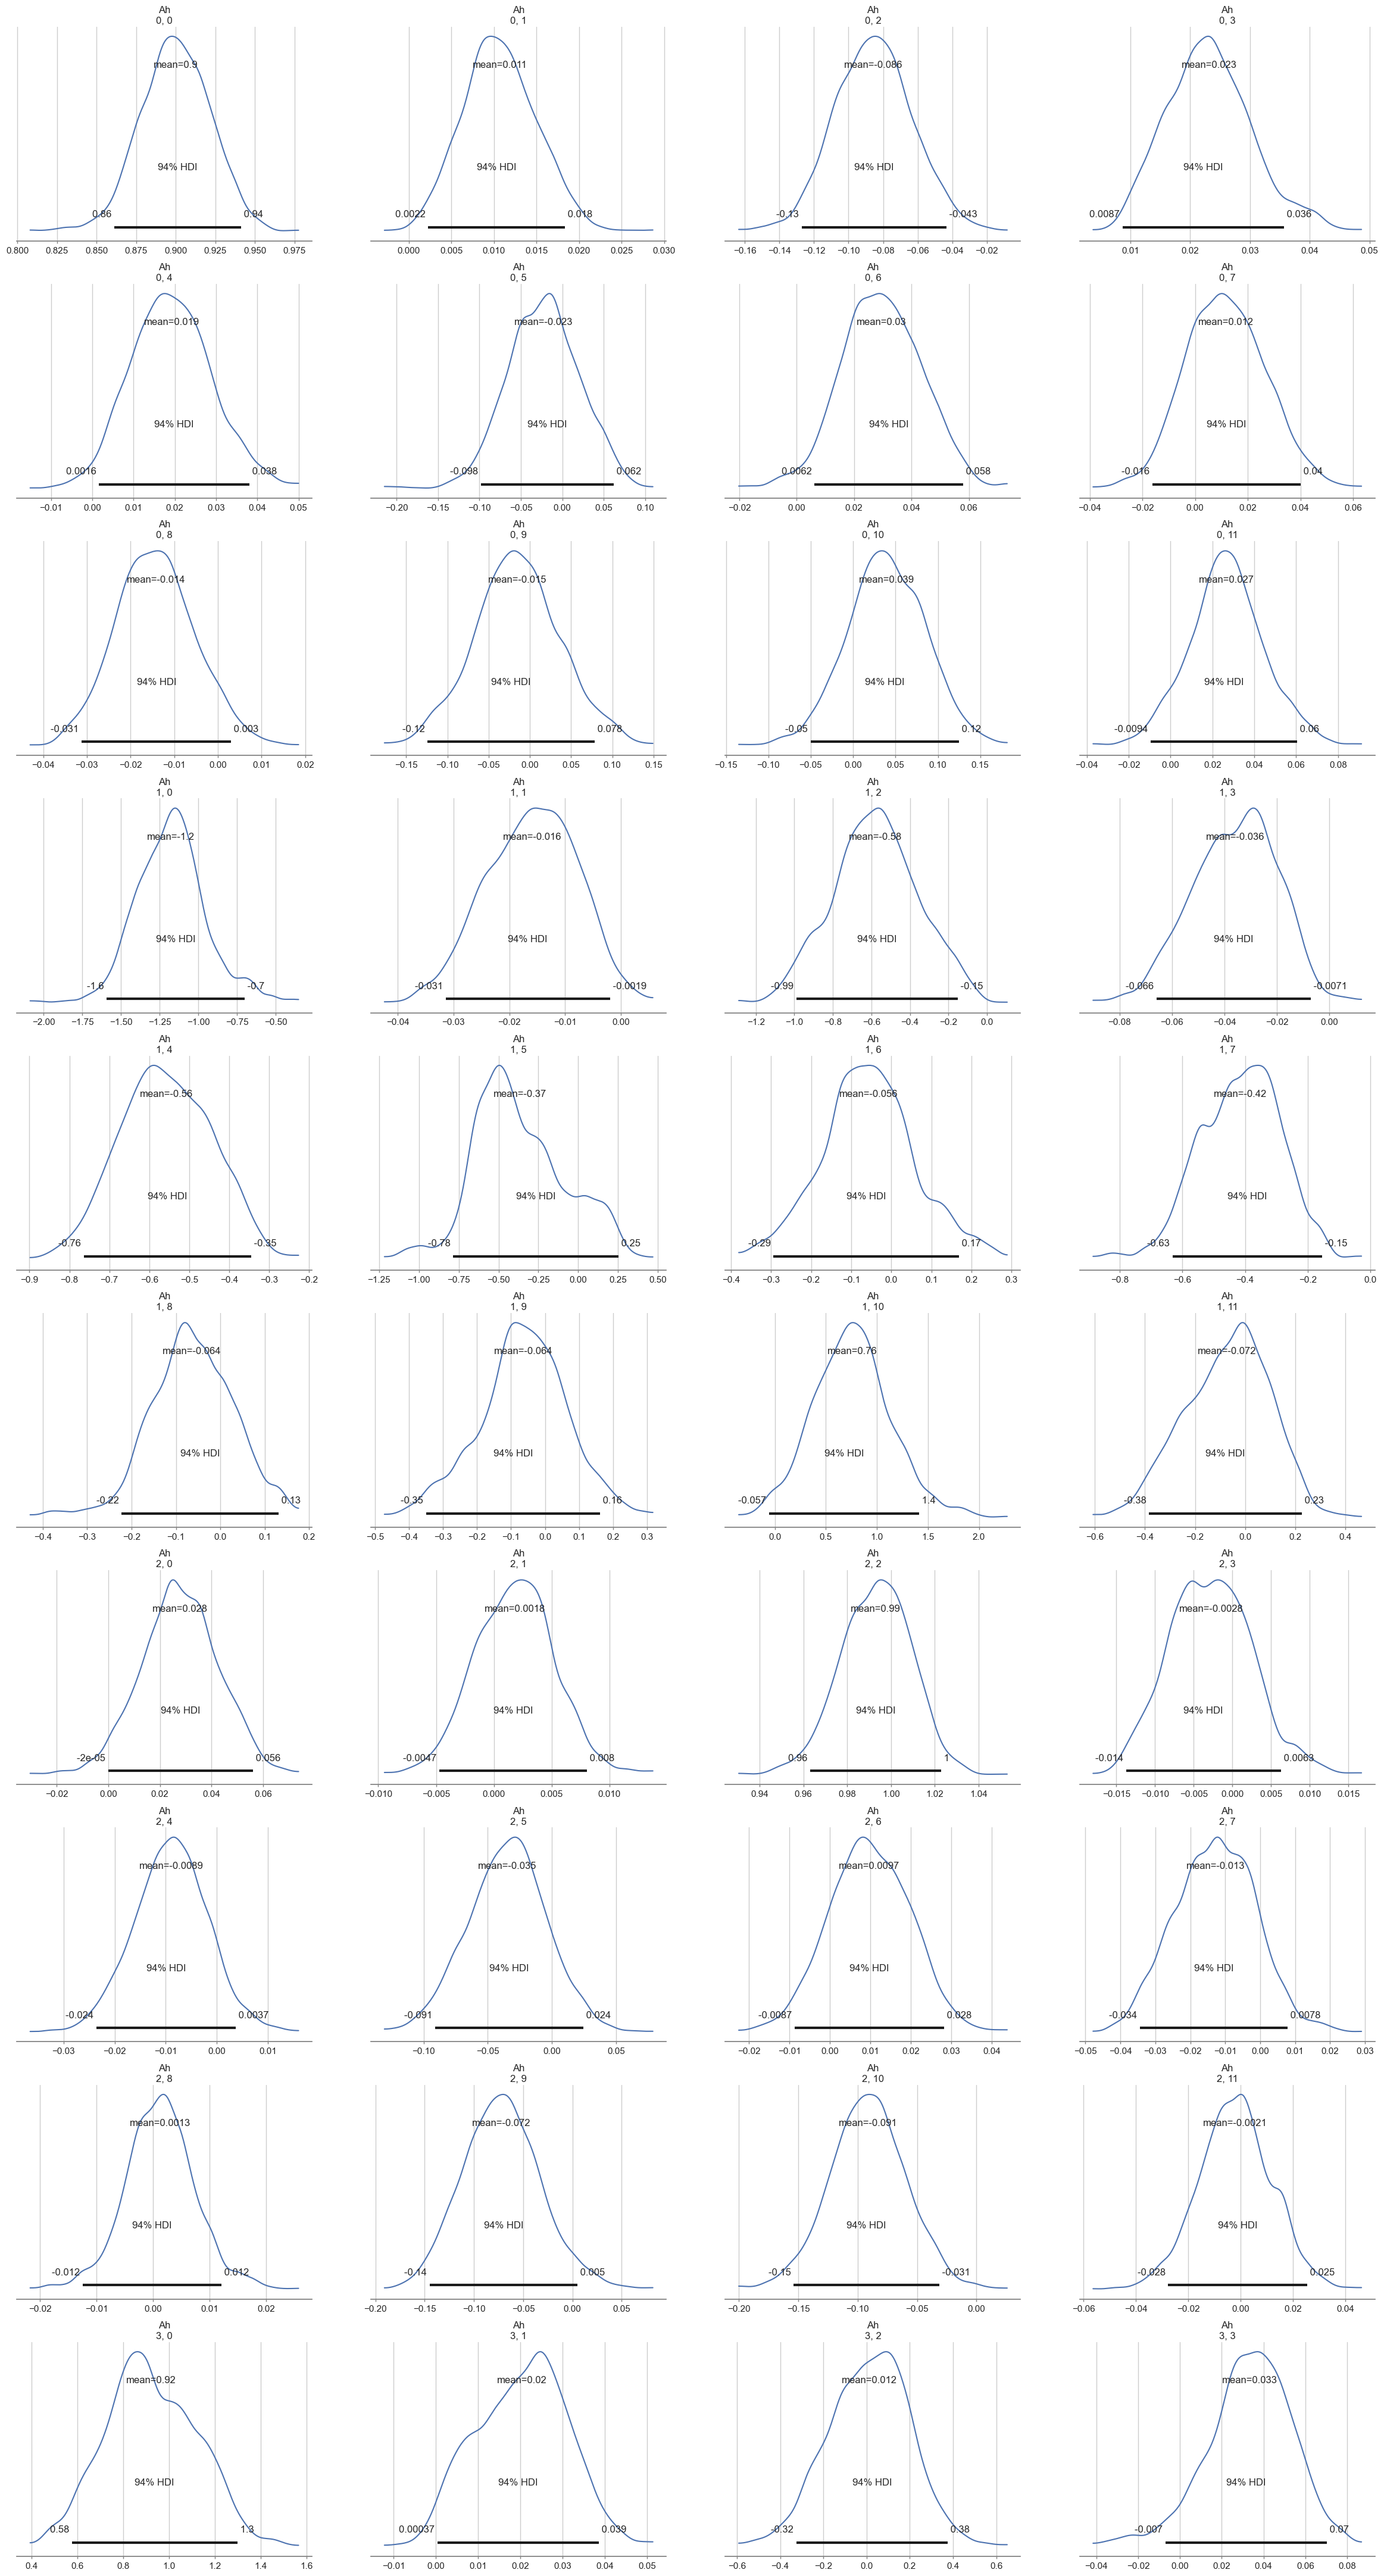 Ah
0, 0
mean=0.9
94% HDI
0.86 0.94
0.800 0.825 0.850 0.875 0.900 0.925 0.950 0.975
Ah
0, 1
mean=0.011
94% HDI
0.0022 0.018
0.000 0.005 0.010 0.015 0.020 0.025 0.030
Ah
0, 2
mean=-0.086
94% HDI
-0.13 -0.043
−0.16 −0.14 −0.12 −0.10 −0.08 −0.06 −0.04 −0.02
Ah
0, 3
mean=0.023
94% HDI
0.0087 0.036
0.01 0.02 0.03 0.04 0.05
Ah
0, 4
mean=0.019
94% HDI
0.0016 0.038
−0.01 0.00 0.01 0.02 0.03 0.04 0.05
Ah
0, 5
mean=-0.023
94% HDI
-0.098 0.062
−0.20 −0.15 −0.10 −0.05 0.00 0.05 0.10
Ah
0, 6
mean=0.03
94% HDI
0.0062 0.058
−0.02 0.00 0.02 0.04 0.06
Ah
0, 7
mean=0.012
94% HDI
-0.016 0.04
−0.04 −0.02 0.00 0.02 0.04 0.06
Ah
0, 8
mean=-0.014
94% HDI
-0.031 0.003
−0.04 −0.03 −0.02 −0.01 0.00 0.01 0.02
Ah
0, 9
mean=-0.015
94% HDI
-0.12 0.078
−0.15 −0.10 −0.05 0.00 0.05 0.10 0.15
Ah
0, 10
mean=0.039
94% HDI
-0.05 0.12
−0.15 −0.10 −0.05 0.00 0.05 0.10 0.15
Ah
0, 11
mean=0.027
94% HDI
-0.0094 0.06
−0.04 −0.02 0.00 0.02 0.04 0.06 0.08
Ah
1, 0
mean=-1.2
94% HDI
-1.6 -0.7
−2.00 −1.75 −1.50 −1.25 −1.00 −0.75 −0.50
Ah
1, 1
mean=-0.016
94% HDI
-0.031 -0.0019
−0.04 −0.03 −0.02 −0.01 0.00
Ah
1, 2
mean=-0.58
94% HDI
-0.99 -0.15
−1.2 −1.0 −0.8 −0.6 −0.4 −0.2 0.0
Ah
1, 3
mean=-0.036
94% HDI
-0.066 -0.0071
−0.08 −0.06 −0.04 −0.02 0.00
Ah
1, 4
mean=-0.56
94% HDI
-0.76 -0.35
−0.9 −0.8 −0.7 −0.6 −0.5 −0.4 −0.3 −0.2
Ah
1, 5
mean=-0.37
94% HDI
-0.78 0.25
−1.25 −1.00 −0.75 −0.50 −0.25 0.00 0.25 0.50
Ah
1, 6
mean=-0.056
94% HDI
-0.29 0.17
−0.4 −0.3 −0.2 −0.1 0.0 0.1 0.2 0.3
Ah
1, 7
mean=-0.42
94% HDI
-0.63 -0.15
−0.8 −0.6 −0.4 −0.2 0.0
Ah
1, 8
mean=-0.064
94% HDI
-0.22 0.13
−0.4 −0.3 −0.2 −0.1 0.0 0.1 0.2
Ah
1, 9
mean=-0.064
94% HDI
-0.35 0.16
−0.5 −0.4 −0.3 −0.2 −0.1 0.0 0.1 0.2 0.3
Ah
1, 10
mean=0.76
94% HDI
-0.057 1.4
0.0 0.5 1.0 1.5 2.0
Ah
1, 11
mean=-0.072
94% HDI
-0.38 0.23
−0.6 −0.4 −0.2 0.0 0.2 0.4
Ah
2, 0
mean=0.028
94% HDI
-2e-05 0.056
−0.02 0.00 0.02 0.04 0.06
Ah
2, 1
mean=0.0018
94% HDI
-0.0047 0.008
−0.010 −0.005 0.000 0.005 0.010
Ah
2, 2
mean=0.99
94% HDI
0.96 1
0.94 0.96 0.98 1.00 1.02 1.04
Ah
2, 3
mean=-0.0028
94% HDI
-0.014 0.0063
−0.015 −0.010 −0.005 0.000 0.005 0.010 0.015
Ah
2, 4
mean=-0.0089
94% HDI
-0.024 0.0037
−0.03 −0.02 −0.01 0.00 0.01
Ah
2, 5
mean=-0.035
94% HDI
-0.091 0.024
−0.10 −0.05 0.00 0.05
Ah
2, 6
mean=0.0097
94% HDI
-0.0087 0.028
−0.02 −0.01 0.00 0.01 0.02 0.03 0.04
Ah
2, 7
mean=-0.013
94% HDI
-0.034 0.0078
−0.05 −0.04 −0.03 −0.02 −0.01 0.00 0.01 0.02 0.03
Ah
2, 8
mean=0.0013
94% HDI
-0.012 0.012
−0.02 −0.01 0.00 0.01 0.02
Ah
2, 9
mean=-0.072
94% HDI
-0.14 0.005
−0.20 −0.15 −0.10 −0.05 0.00 0.05
Ah
2, 10
mean=-0.091
94% HDI
-0.15 -0.031
−0.20 −0.15 −0.10 −0.05 0.00
Ah
2, 11
mean=-0.0021
94% HDI
-0.028 0.025
−0.06 −0.04 −0.02 0.00 0.02 0.04
Ah
3, 0
mean=0.92
94% HDI
0.58 1.3
0.4 0.6 0.8 1.0 1.2 1.4 1.6
Ah
3, 1
mean=0.02
94% HDI
0.00037 0.039
−0.01 0.00 0.01 0.02 0.03 0.04 0.05
Ah
3, 2
mean=0.012
94% HDI
-0.32 0.38
−0.6 −0.4 −0.2 0.0 0.2 0.4 0.6
Ah
3, 3
mean=0.033
94% HDI
-0.007 0.07
−0.04 −0.02 0.00 0.02 0.04 0.06 0.08